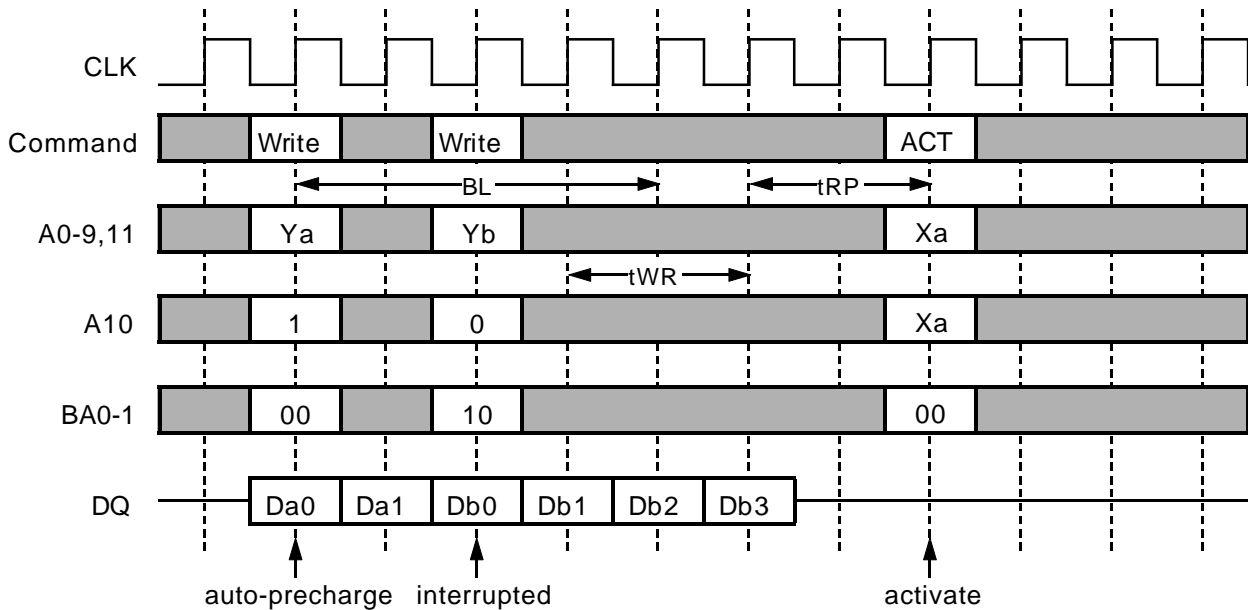 CLK
Command Write Write ACT
BL tRP
A0-9,11 Ya Yb Xa
tWR
A10 1 0 Xa
BA0-1 00 10 00
DQ Da0 Da1 Db0 Db1 Db2 Db3
auto-precharge interrupted activate